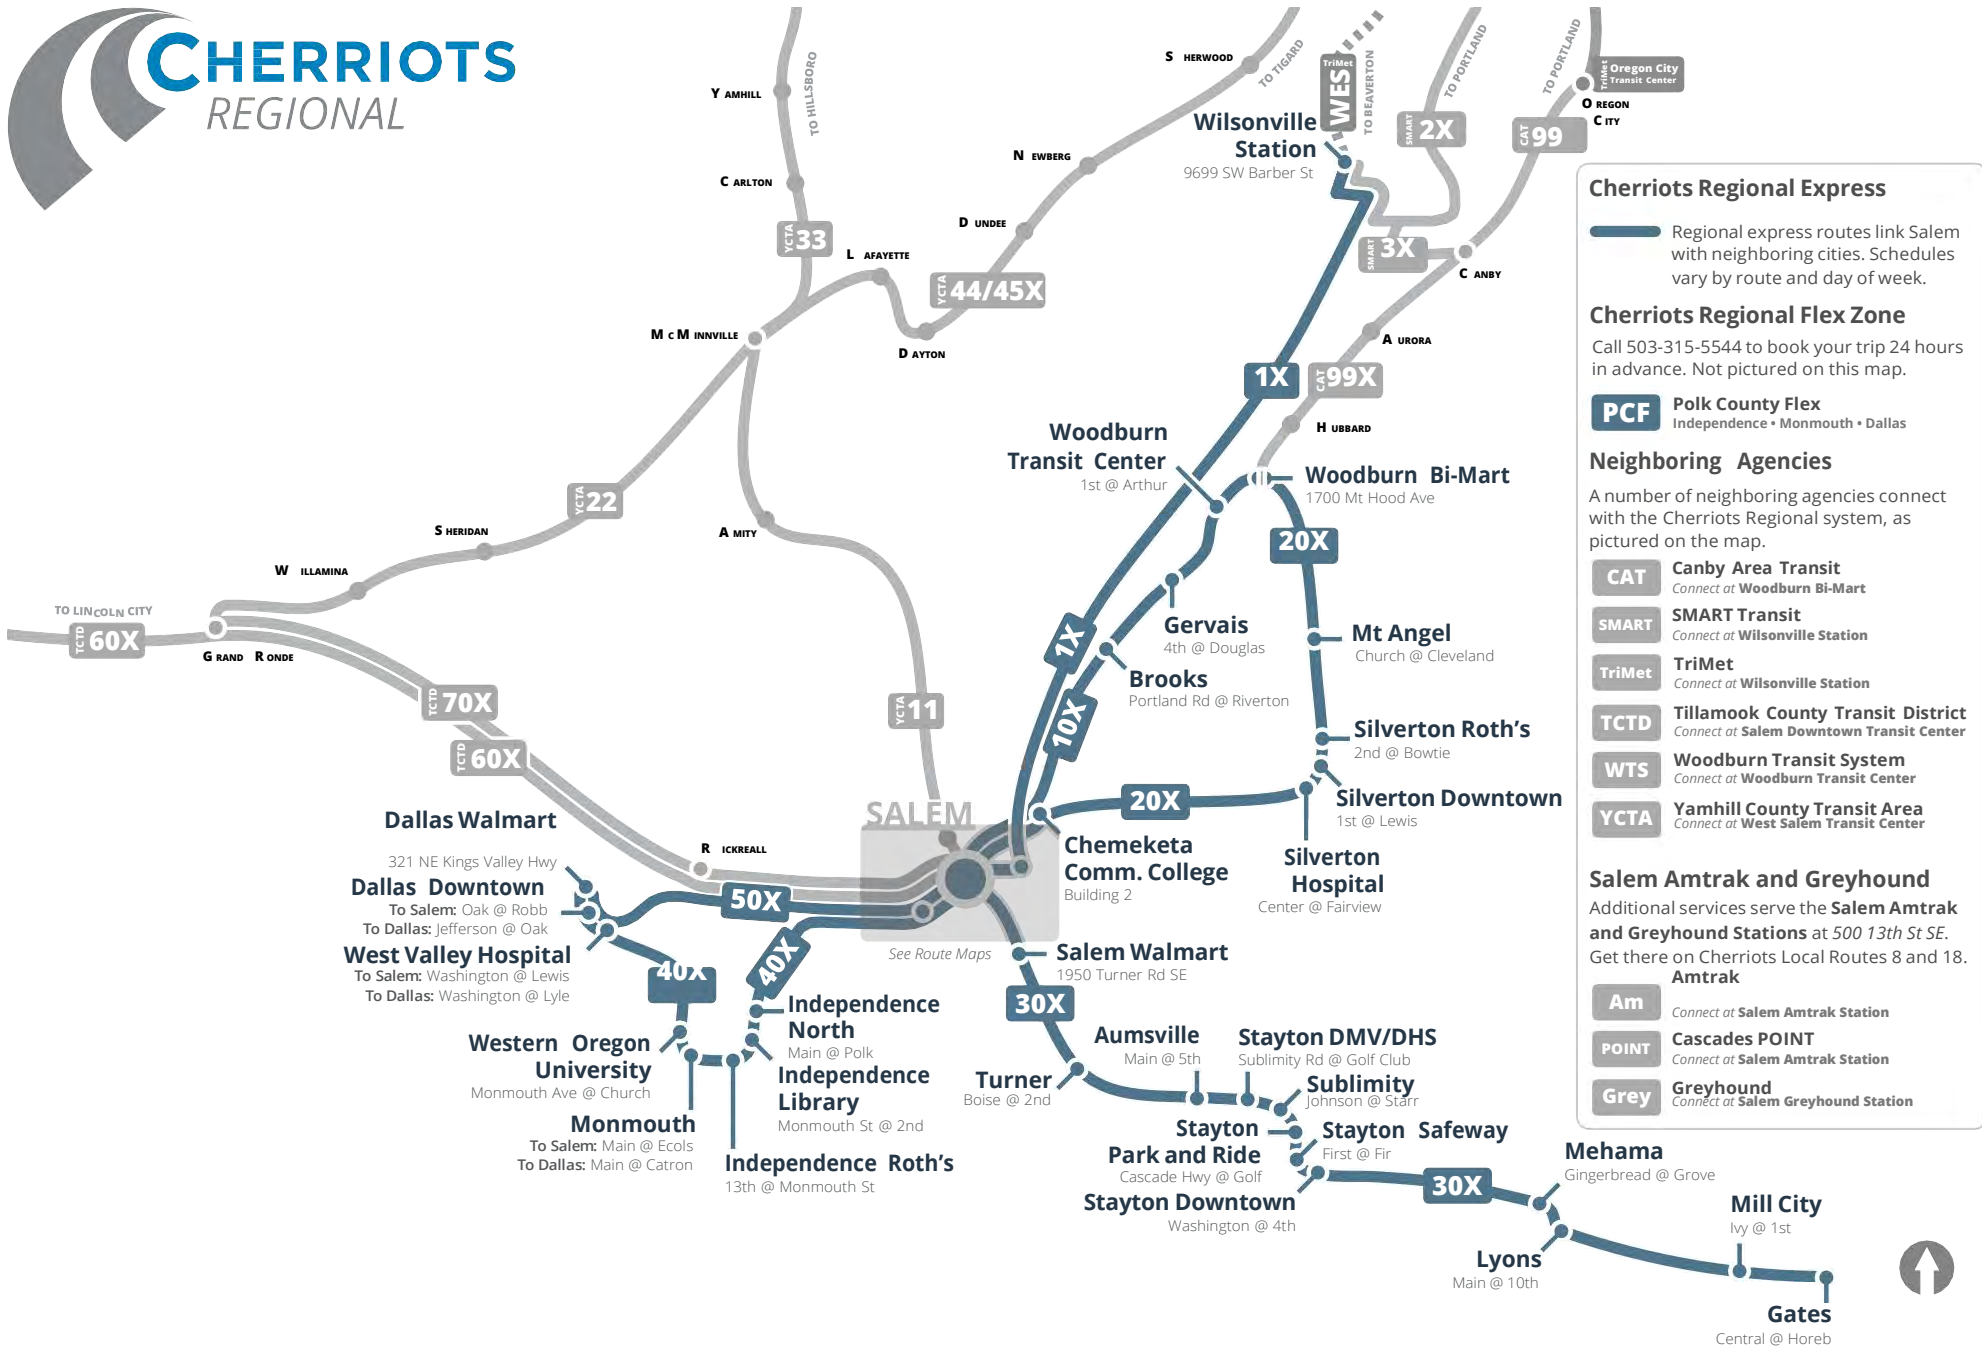 CHERRIOTS
REGIONAL
YAMHILL
TO HILLSBORO
CARLTON
YCTA 33
LAFAYETTE
McMINNVILLE
DAYTON
YCTA 44/45X
DUNDEE
NEWBERG
SHERWOOD
TO TIGARD
TriMet WES
TO BEAVERTON
TO PORTLAND
SMART 2X
TO PORTLAND
CAT 99
TriMet Oregon City
Transit Center
OREGON
CITY
Wilsonville
Station
9699 SW Barber St
SMART 3X
CANBY
AURORA
1X
CAT 99X
HUBBARD
Woodburn
Transit Center
1st @ Arthur
Woodburn Bi-Mart
1700 Mt Hood Ave
20X
YCTA 22
SHERIDAN
WILLAMINA
AMITY
TO LINCOLN CITY
TCTD 60X
GRAND RONDE
TCTD 70X
TCTD 60X
YCTA 11
1X
10X
Gervais
4th @ Douglas
Brooks
Portland Rd @ Riverton
Mt Angel
Church @ Cleveland
Silverton Roth's
2nd @ Bowtie
Silverton Downtown
1st @ Lewis
20X
Silverton
Hospital
Center @ Fairview
Chemeketa
Comm. College
Building 2
SALEM
See Route Maps
RICKREALL
Dallas Walmart
321 NE Kings Valley Hwy
Dallas Downtown
To Salem: Oak @ Robb
To Dallas: Jefferson @ Oak
West Valley Hospital
To Salem: Washington @ Lewis
To Dallas: Washington @ Lyle
50X
40X
40X
Western Oregon
University
Monmouth Ave @ Church
Monmouth
To Salem: Main @ Ecols
To Dallas: Main @ Catron
Independence
North
Main @ Polk
Independence
Library
Monmouth St @ 2nd
Independence Roth's
13th @ Monmouth St
Salem Walmart
1950 Turner Rd SE
30X
Turner
Boise @ 2nd
Aumsville
Main @ 5th
Stayton DMV/DHS
Sublimity Rd @ Golf Club
Sublimity
Johnson @ Starr
Stayton
Park and Ride
Cascade Hwy @ Golf
Stayton Safeway
First @ Fir
Stayton Downtown
Washington @ 4th
30X
Mehama
Gingerbread @ Grove
Lyons
Main @ 10th
Mill City
Ivy @ 1st
Gates
Central @ Horeb
Cherriots Regional Express
Regional express routes link Salem
with neighboring cities. Schedules
vary by route and day of week.
Cherriots Regional Flex Zone
Call 503-315-5544 to book your trip 24 hours
in advance. Not pictured on this map.
PCF
Polk County Flex
Independence • Monmouth • Dallas
Neighboring Agencies
A number of neighboring agencies connect
with the Cherriots Regional system, as
pictured on the map.
CAT
Canby Area Transit
Connect at Woodburn Bi-Mart
SMART
SMART Transit
Connect at Wilsonville Station
TriMet
TriMet
Connect at Wilsonville Station
TCTD
Tillamook County Transit District
Connect at Salem Downtown Transit Center
WTS
Woodburn Transit System
Connect at Woodburn Transit Center
YCTA
Yamhill County Transit Area
Connect at West Salem Transit Center
Salem Amtrak and Greyhound
Additional services serve the Salem Amtrak
and Greyhound Stations at 500 13th St SE.
Get there on Cherriots Local Routes 8 and 18.
Am
Amtrak
Connect at Salem Amtrak Station
POINT
Cascades POINT
Connect at Salem Amtrak Station
Grey
Greyhound
Connect at Salem Greyhound Station